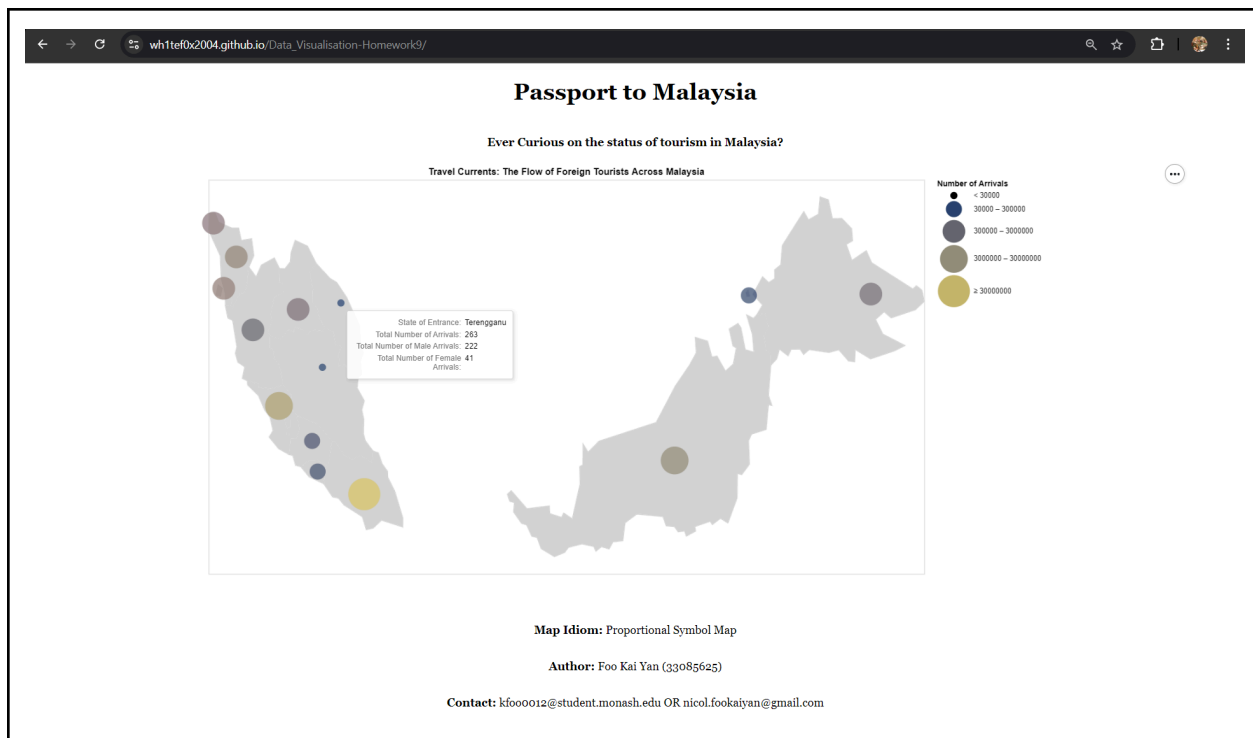 wh1tef0x2004.github.io/Data_Visualisation-Homework9/
Passport to Malaysia
Ever Curious on the status of tourism in Malaysia?
Travel Currents: The Flow of Foreign Tourists Across Malaysia
Number of Arrivals
< 30000
30000 – 300000
300000 – 3000000
3000000 – 30000000
≥ 30000000
State of Entrance: Terengganu
Total Number of Arrivals: 263
Total Number of Male Arrivals: 222
Total Number of Female 41
Arrivals:
Map Idiom: Proportional Symbol Map
Author: Foo Kai Yan (33085625)
Contact: kfoo0012@student.monash.edu OR nicol.fookaiyan@gmail.com